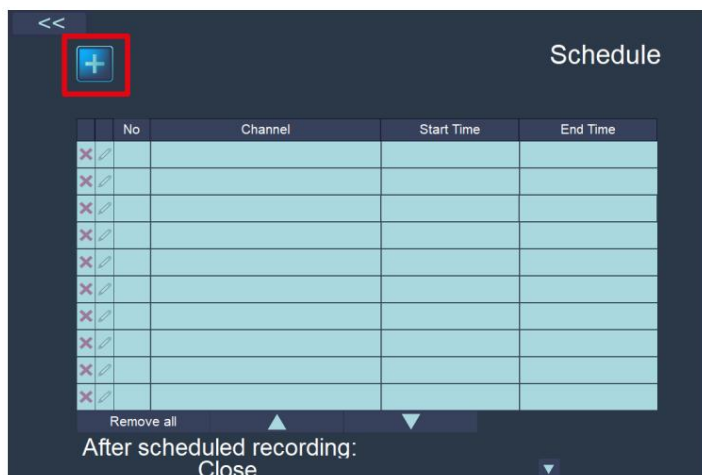 <<
Schedule
No Channel Start Time End Time
Remove all
After scheduled recording:
Close